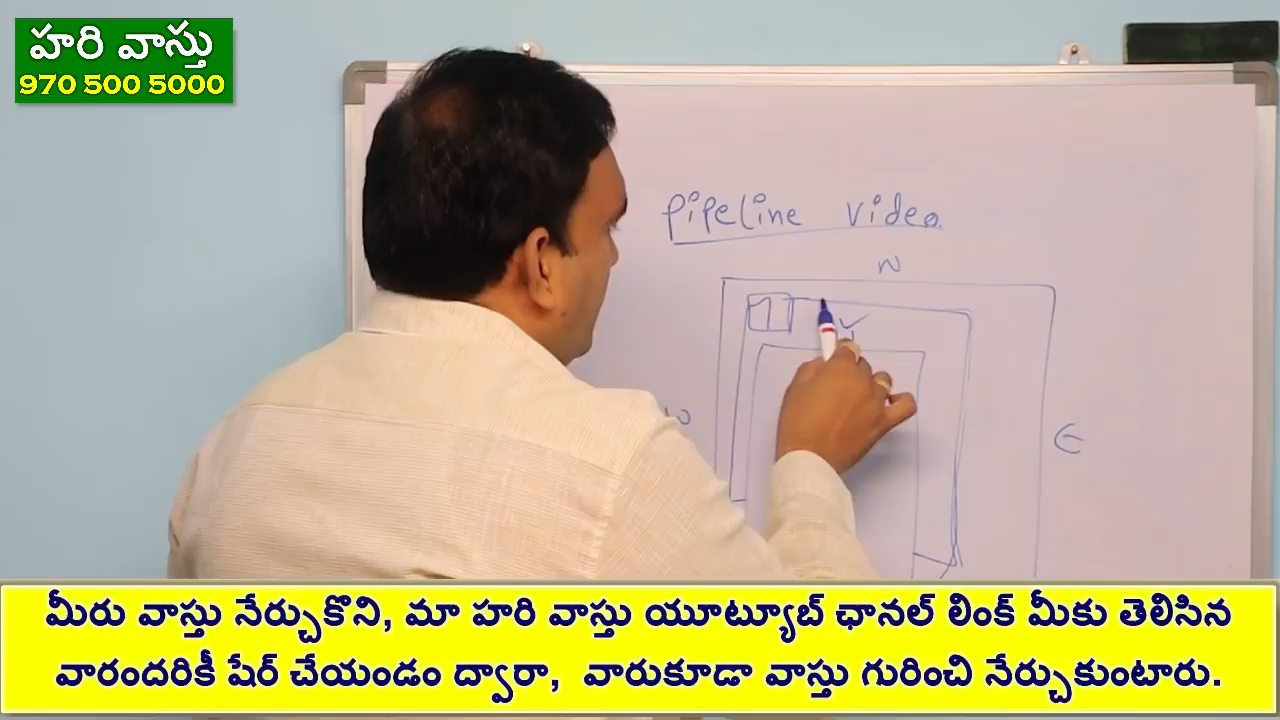 హరి వాస్తు
970 500 5000
pipeline video
N
W
E
మీరు వాస్తు నేర్చుకొని, మా హరి వాస్తు యూట్యూబ్ ఛానల్ లింక్ మీకు తెలిసిన
వారందరికీ షేర్ చేయండం ద్వారా, వారుకూడా వాస్తు గురించి నేర్చుకుంటారు.